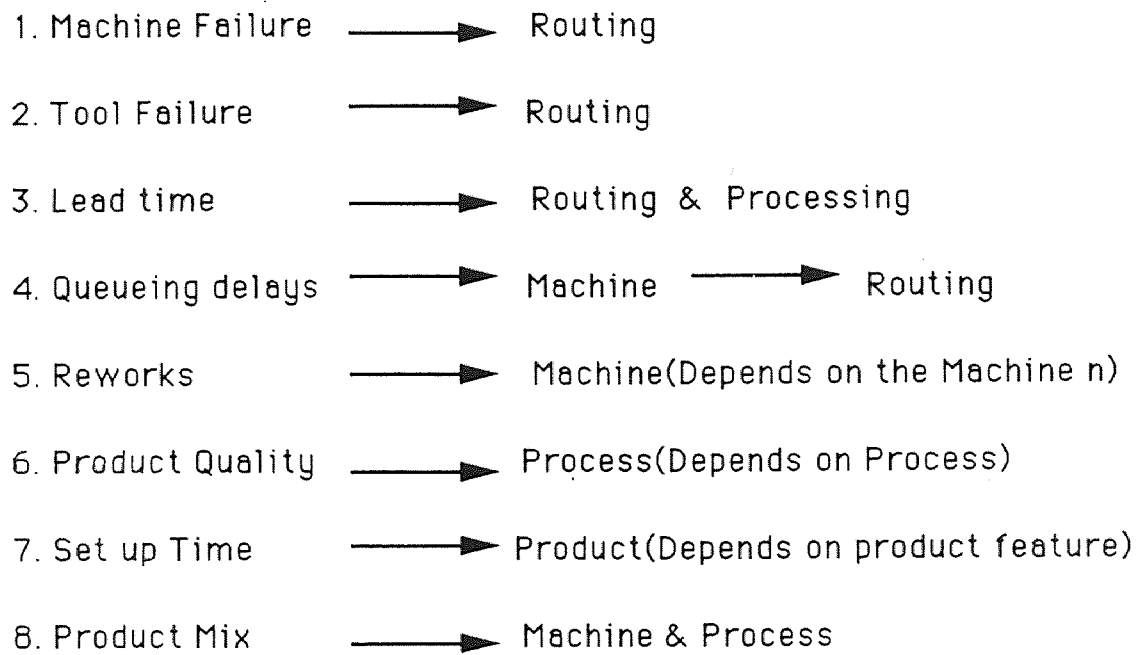 1. Machine Failure → Routing
2. Tool Failure → Routing
3. Lead time → Routing & Processing
4. Queueing delays → Machine → Routing
5. Reworks → Machine(Depends on the Machine n)
6. Product Quality → Process(Depends on Process)
7. Set up Time → Product(Depends on product feature)
8. Product Mix → Machine & Process